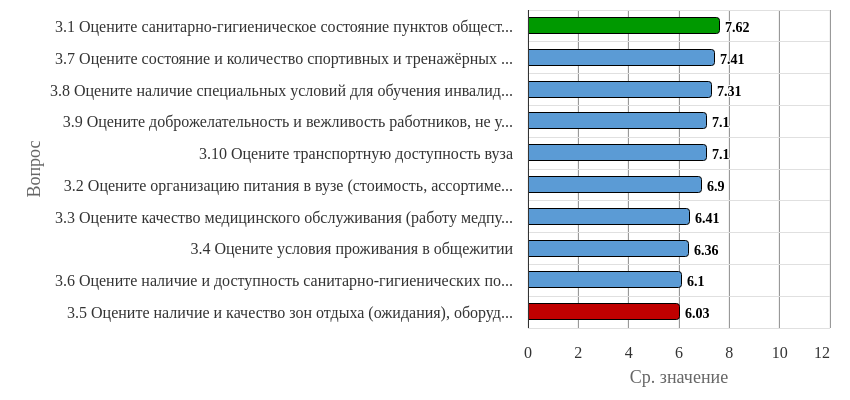 3.1 Оцените санитарно-гигиеническое состояние пунктов общест... 7.62
3.7 Оцените состояние и количество спортивных и тренажёрных ... 7.41
3.8 Оцените наличие специальных условий для обучения инвалид... 7.31
3.9 Оцените доброжелательность и вежливость работников, не у... 7.1
3.10 Оцените транспортную доступность вуза 7.1
3.2 Оцените организацию питания в вузе (стоимость, ассортиме... 6.9
3.3 Оцените качество медицинского обслуживания (работу медпу... 6.41
3.4 Оцените условия проживания в общежитии 6.36
3.6 Оцените наличие и доступность санитарно-гигиенических по... 6.1
3.5 Оцените наличие и качество зон отдыха (ожидания), оборуд... 6.03
Вопрос
0 2 4 6 8 10 12
Ср. значение